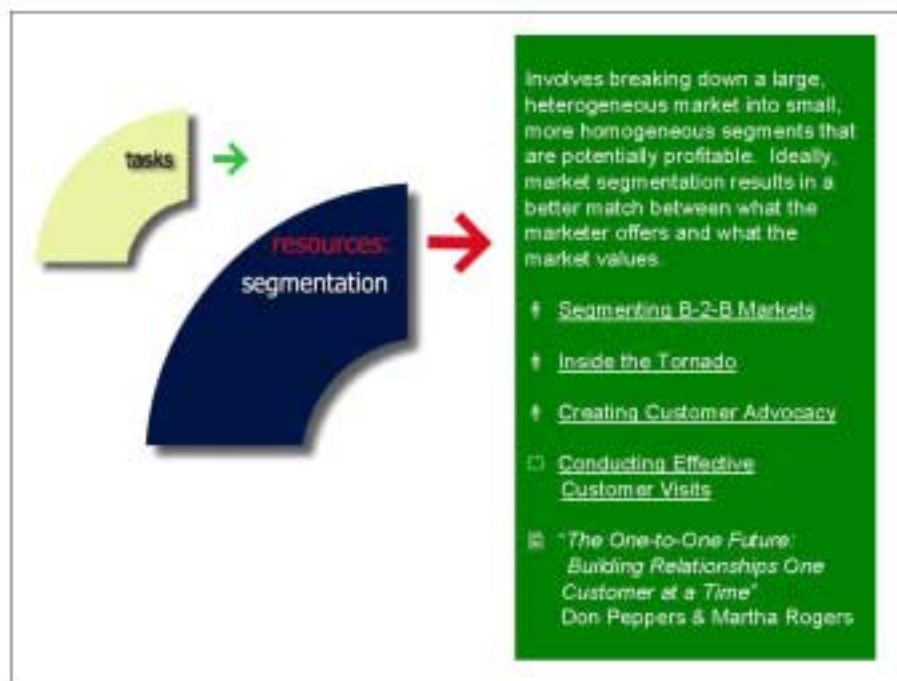 tasks
resources:
segmentation
Involves breaking down a large,
heterogeneous market into small,
more homogeneous segments that
are potentially profitable. Ideally,
market segmentation results in a
better match between what the
marketer offers and what the
market values.
Segmenting B-2-B Markets
Inside the Tornado
Creating Customer Advocacy
Conducting Effective
Customer Visits
"The One-to-One Future:
Building Relationships One
Customer at a Time"
Don Peppers & Martha Rogers